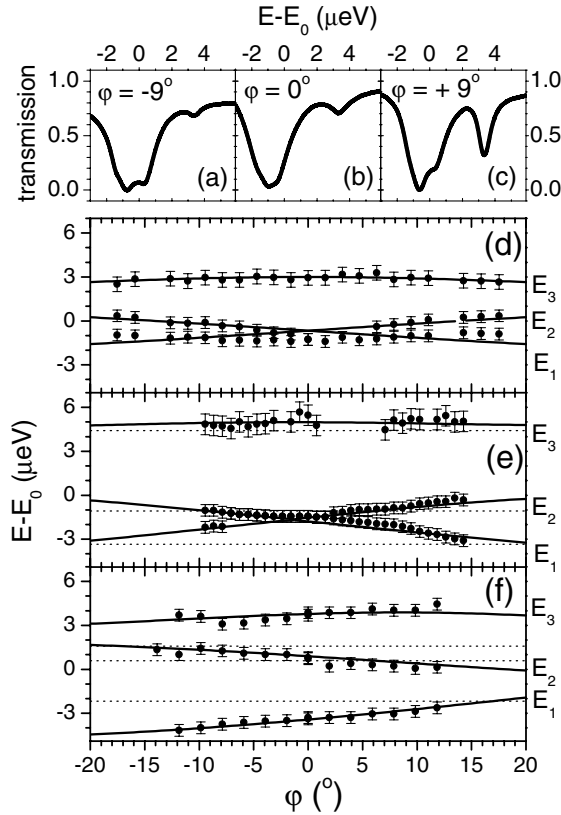 E-E0 (μeV)
-2 0 2 4 -2 0 2 4 -2 0 2 4
transmission
1.0 1.0
φ = -9° φ = 0° φ = + 9°
0.5 0.5
0.0 0.0
(a) (b) (c)
(d)
6
3
0
-3
E3
E2
E1
E-E0 (μeV)
(e)
6
3
0
-3
E3
E2
E1
(f)
6
3
0
-3
E3
E2
E1
-20 -15 -10 -5 0 5 10 15 20
φ (°)